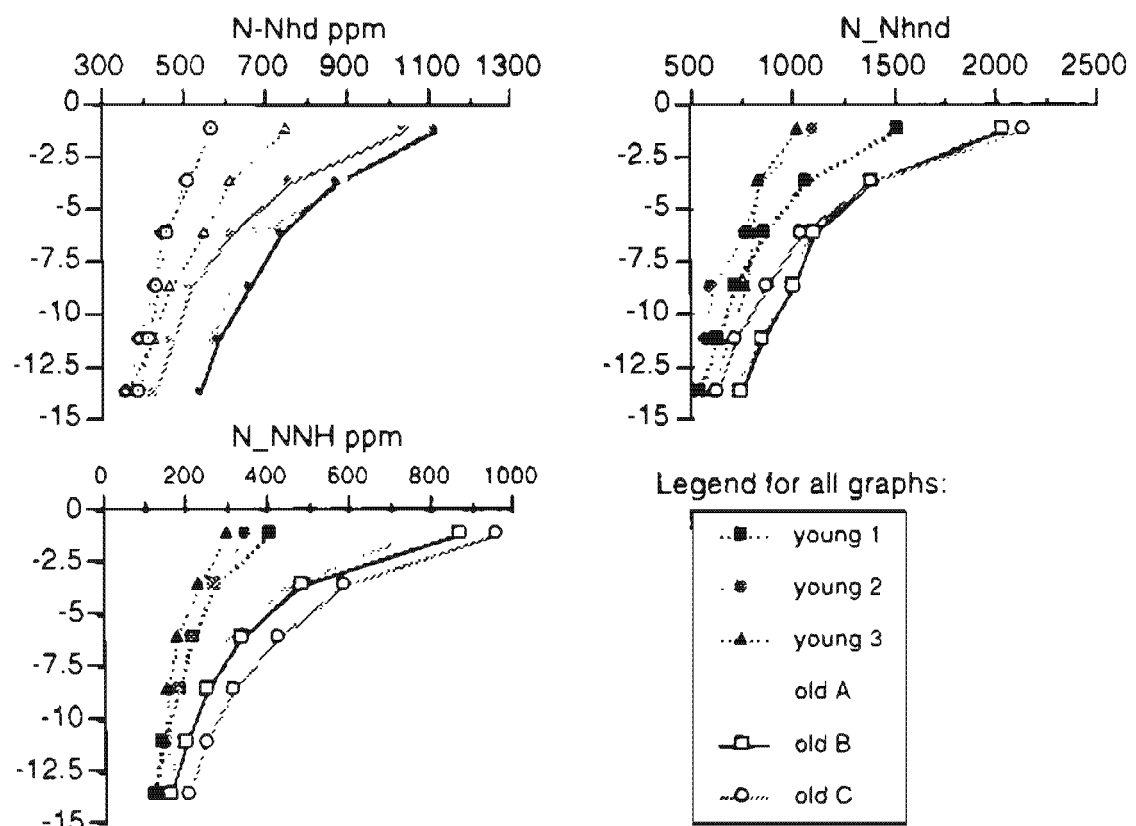 N-Nhd ppm
300 500 700 900 1100 1300
0
-2.5
-5
-7.5
-10
-12.5
-15
N_Nhnd
500 1000 1500 2000 2500
0
-2.5
-5
-7.5
-10
-12.5
-15
N_NNH ppm
0 200 400 600 800 1000
0
-2.5
-5
-7.5
-10
-12.5
-15
Legend for all graphs:
young 1
young 2
young 3
old A
old B
old C